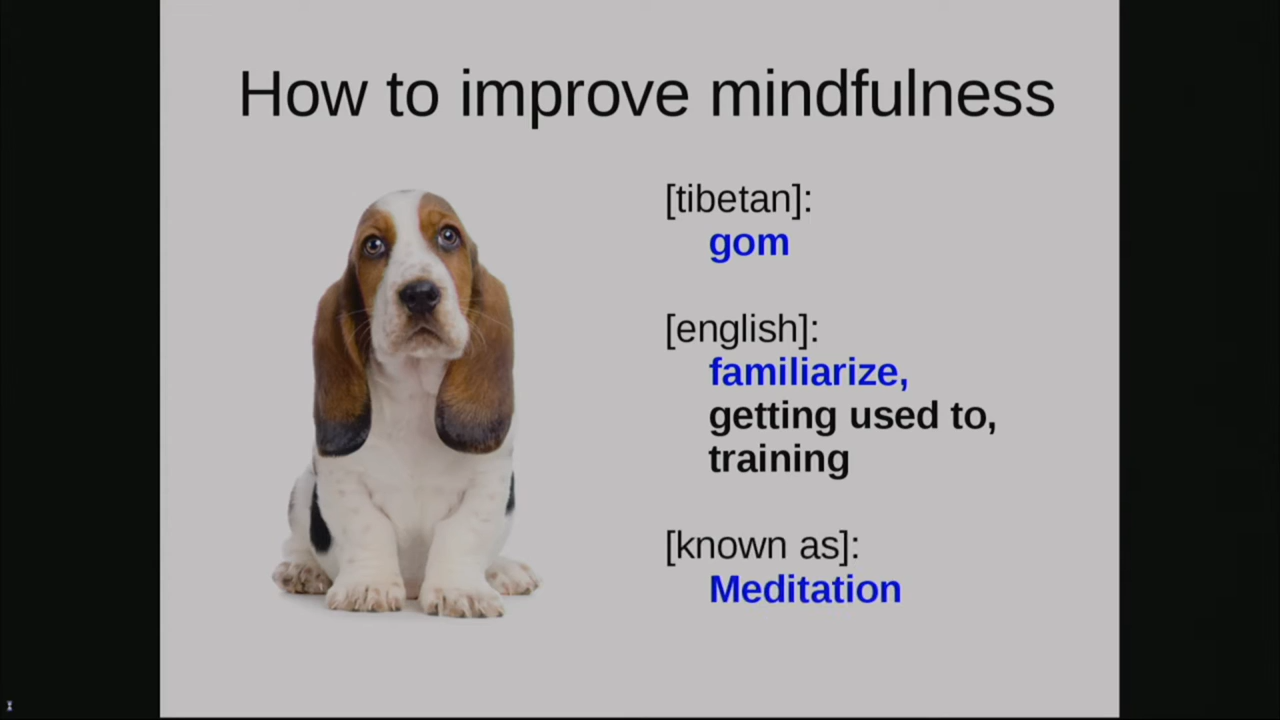 How to improve mindfulness
[tibetan]:
gom
[english]:
familiarize,
getting used to,
training
[known as]:
Meditation